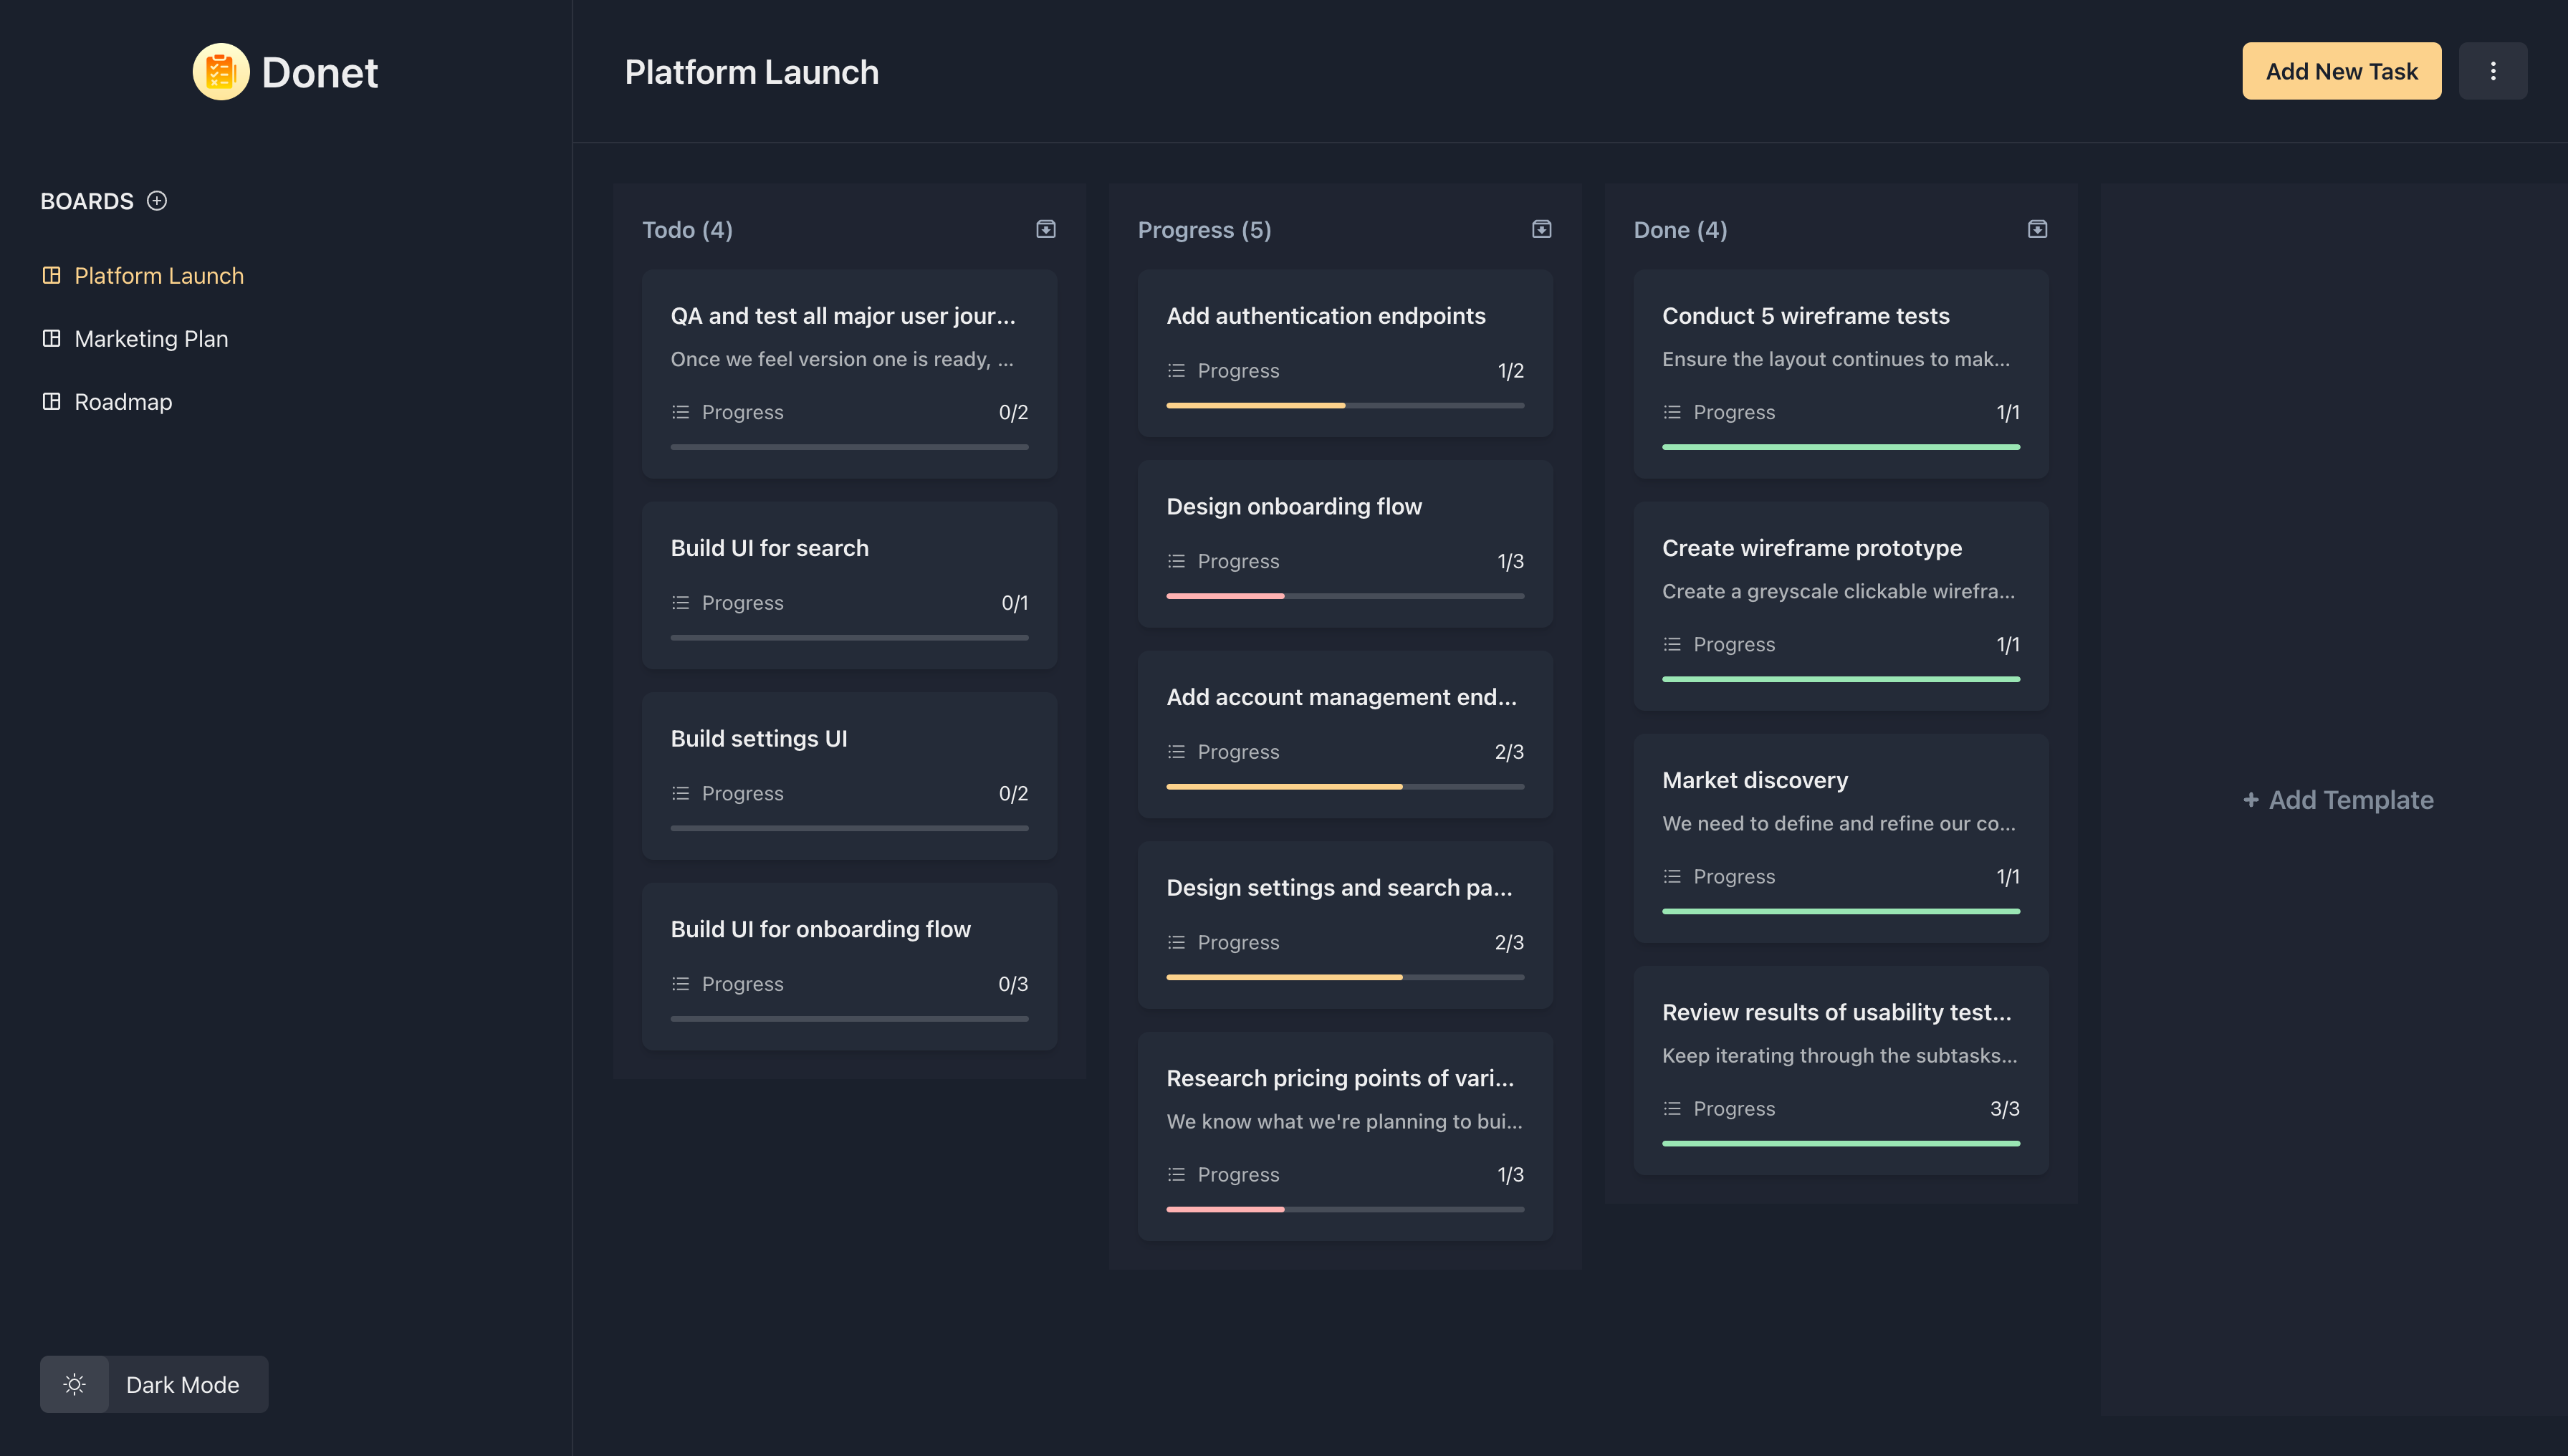 Donet
BOARDS
Platform Launch
Marketing Plan
Roadmap
Dark Mode
Platform Launch
Add New Task
Todo (4)
QA and test all major user jour...
Once we feel version one is ready, ...
Progress 0/2
Build UI for search
Progress 0/1
Build settings UI
Progress 0/2
Build UI for onboarding flow
Progress 0/3
Progress (5)
Add authentication endpoints
Progress 1/2
Design onboarding flow
Progress 1/3
Add account management end...
Progress 2/3
Design settings and search pa...
Progress 2/3
Research pricing points of vari...
We know what we're planning to bui...
Progress 1/3
Done (4)
Conduct 5 wireframe tests
Ensure the layout continues to mak...
Progress 1/1
Create wireframe prototype
Create a greyscale clickable wirefra...
Progress 1/1
Market discovery
We need to define and refine our co...
Progress 1/1
Review results of usability test...
Keep iterating through the subtasks...
Progress 3/3
+ Add Template